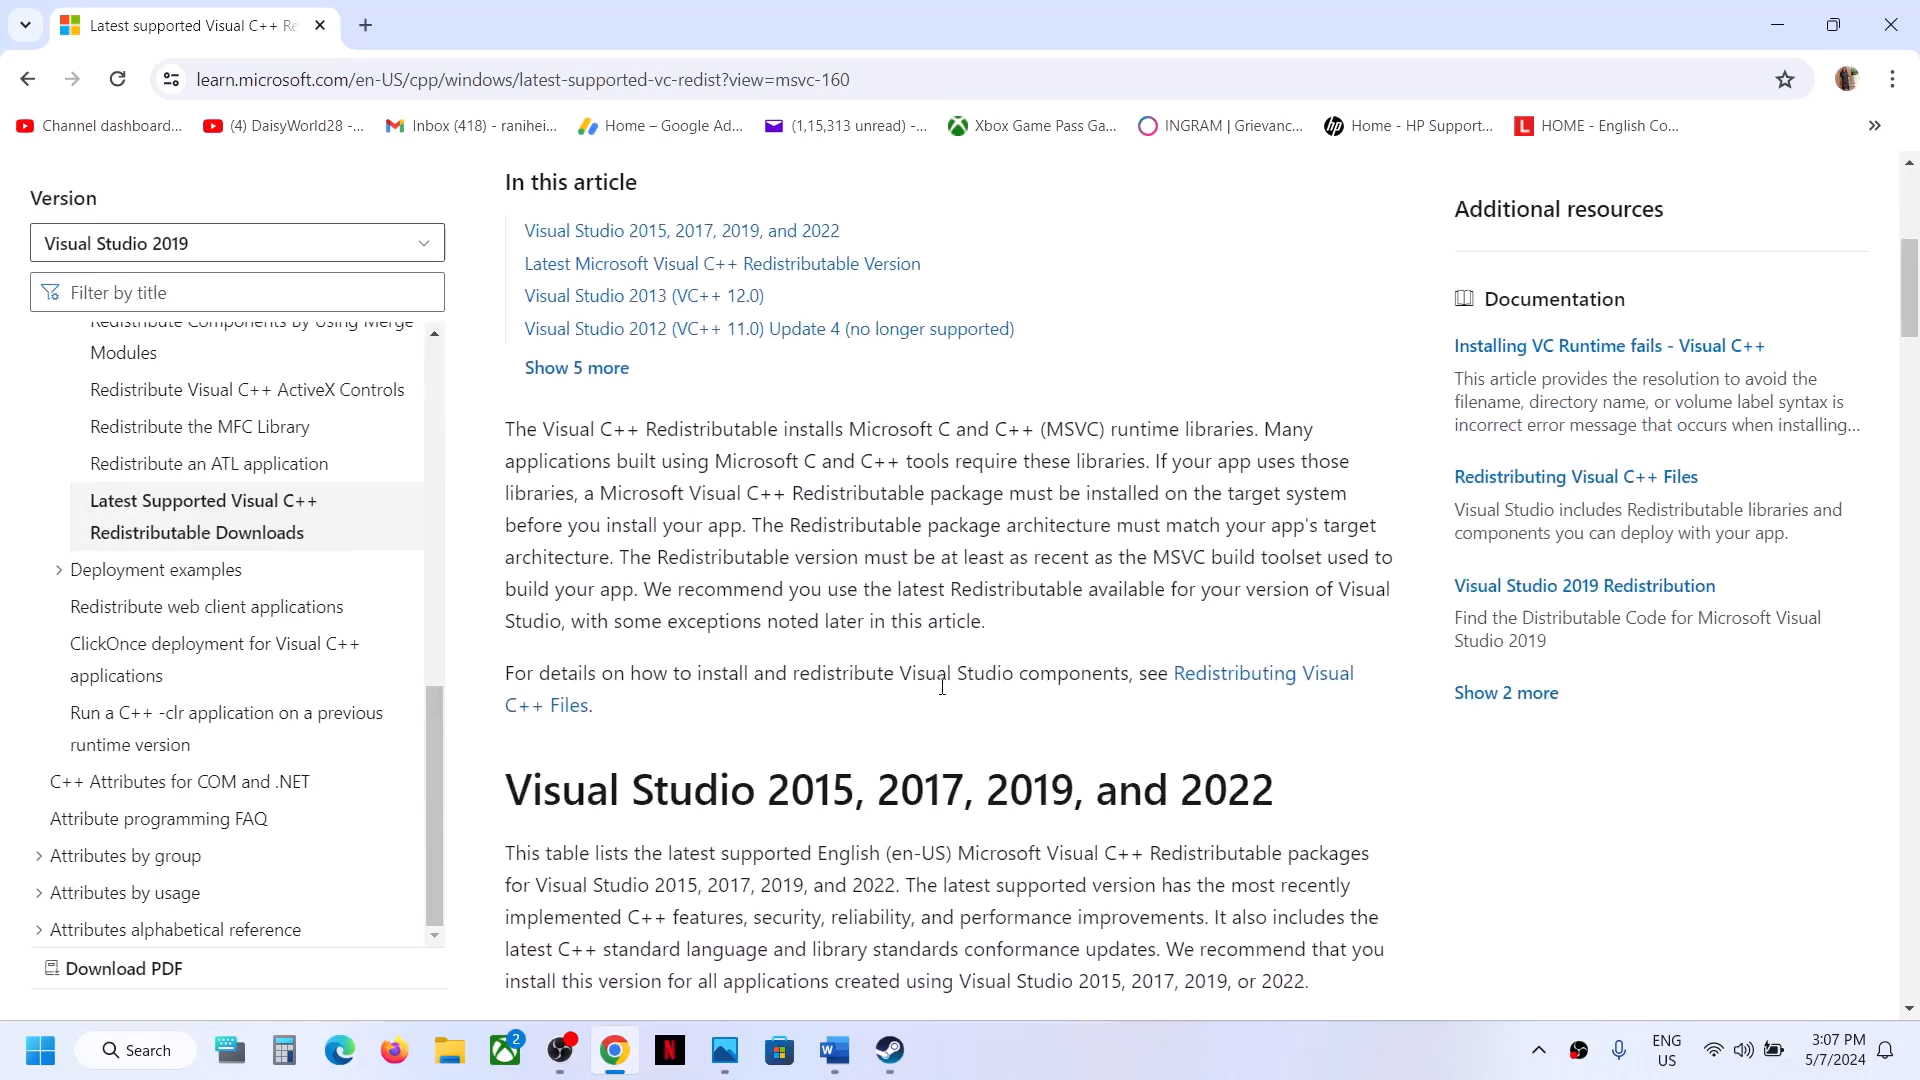 Latest supported Visual C++ Re
learn.microsoft.com/en-US/cpp/windows/latest-supported-vc-redist?view=msvc-160
Channel dashboard...
(4) DaisyWorld28 -...
Inbox (418) - ranihei...
Home – Google Ad...
(1,15,313 unread) -...
Xbox Game Pass Ga...
INGRAM | Grievanc...
Home - HP Support...
HOME - English Co...
Version
Visual Studio 2019
Filter by title
Redistribute Components By Using Merge
Modules
Redistribute Visual C++ ActiveX Controls
Redistribute the MFC Library
Redistribute an ATL application
Latest Supported Visual C++
Redistributable Downloads
Deployment examples
Redistribute web client applications
ClickOnce deployment for Visual C++
applications
Run a C++ -clr application on a previous
runtime version
C++ Attributes for COM and .NET
Attribute programming FAQ
Attributes by group
Attributes by usage
Attributes alphabetical reference
Download PDF
In this article
Visual Studio 2015, 2017, 2019, and 2022
Latest Microsoft Visual C++ Redistributable Version
Visual Studio 2013 (VC++ 12.0)
Visual Studio 2012 (VC++ 11.0) Update 4 (no longer supported)
Show 5 more
The Visual C++ Redistributable installs Microsoft C and C++ (MSVC) runtime libraries. Many
applications built using Microsoft C and C++ tools require these libraries. If your app uses those
libraries, a Microsoft Visual C++ Redistributable package must be installed on the target system
before you install your app. The Redistributable package architecture must match your app's target
architecture. The Redistributable version must be at least as recent as the MSVC build toolset used to
build your app. We recommend you use the latest Redistributable available for your version of Visual
Studio, with some exceptions noted later in this article.
For details on how to install and redistribute Visual Studio components, see Redistributing Visual
C++ Files.
Visual Studio 2015, 2017, 2019, and 2022
This table lists the latest supported English (en-US) Microsoft Visual C++ Redistributable packages
for Visual Studio 2015, 2017, 2019, and 2022. The latest supported version has the most recently
implemented C++ features, security, reliability, and performance improvements. It also includes the
latest C++ standard language and library standards conformance updates. We recommend that you
install this version for all applications created using Visual Studio 2015, 2017, 2019, or 2022.
Additional resources
Documentation
Installing VC Runtime fails - Visual C++
This article provides the resolution to avoid the
filename, directory name, or volume label syntax is
incorrect error message that occurs when installing...
Redistributing Visual C++ Files
Visual Studio includes Redistributable libraries and
components you can deploy with your app.
Visual Studio 2019 Redistribution
Find the Distributable Code for Microsoft Visual
Studio 2019
Show 2 more
Search
2
ENG
US
3:07 PM
5/7/2024